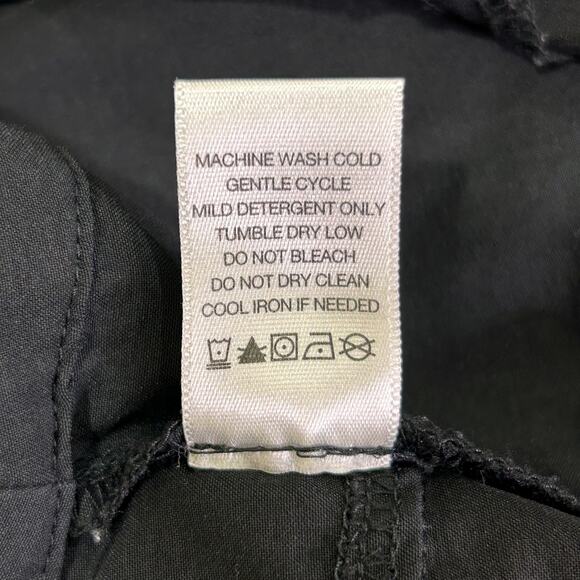 MACHINE WASH COLD
GENTLE CYCLE
MILD DETERGENT ONLY
TUMBLE DRY LOW
DO NOT BLEACH
DO NOT DRY CLEAN
COOL IRON IF NEEDED